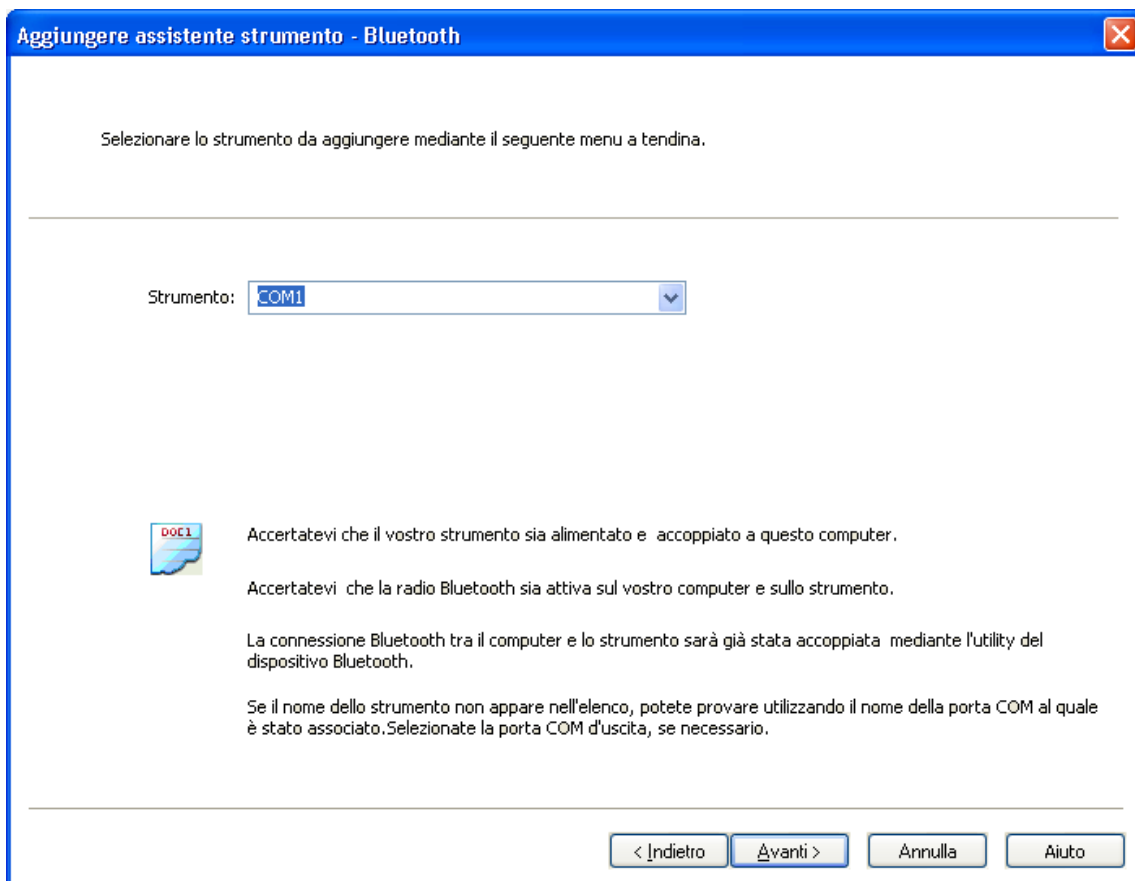 Aggiungere assistente strumento - Bluetooth
Selezionare lo strumento da aggiungere mediante il seguente menu a tendina.
Strumento: COM1
DOC1
Accertatevi che il vostro strumento sia alimentato e  accoppiato a questo computer.
Accertatevi  che la radio Bluetooth sia attiva sul vostro computer e sullo strumento.
La connessione Bluetooth tra il computer e lo strumento sarà già stata accoppiata  mediante l'utility del
dispositivo Bluetooth.
Se il nome dello strumento non appare nell'elenco, potete provare utilizzando il nome della porta COM al quale
è stato associato.Selezionate la porta COM d'uscita, se necessario.
< Indietro Avanti > Annulla Aiuto